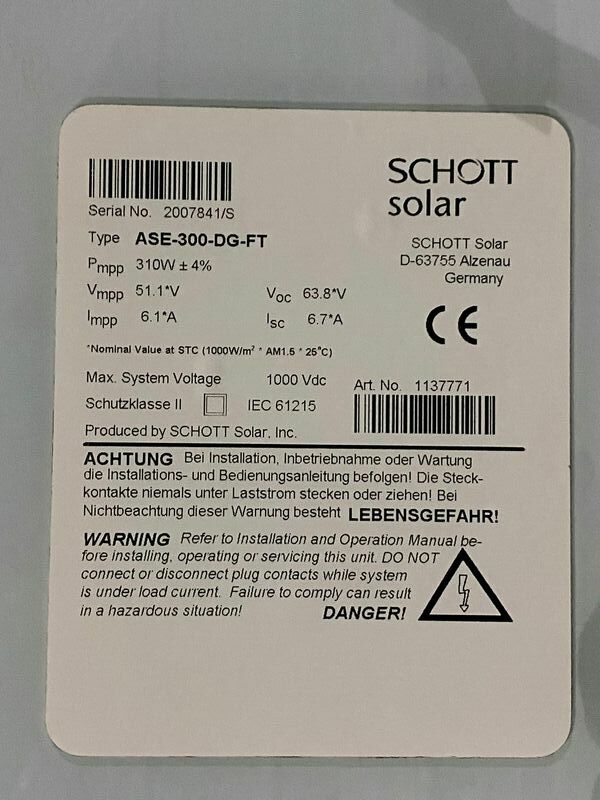 SCHOTT
solar
Serial No. 2007841/S
Type ASE-300-DG-FT
SCHOTT Solar
D-63755 Alzenau
Germany
Pmpp 310W ± 4%
Vmpp 51.1*V
Voc 63.8*V
Impp 6.1*A
Isc 6.7*A
CE
*Nominal Value at STC (1000W/m² * AM1.5 * 25°C)
Max. System Voltage 1000 Vdc
Art. No. 1137771
Schutzklasse II IEC 61215
Produced by SCHOTT Solar, Inc.
ACHTUNG Bei Installation, Inbetriebnahme oder Wartung
die Installations- und Bedienungsanleitung befolgen! Die Steck-
kontakte niemals unter Laststrom stecken oder ziehen! Bei
Nichtbeachtung dieser Warnung besteht LEBENSGEFAHR!
WARNING Refer to Installation and Operation Manual be-
fore installing, operating or servicing this unit. DO NOT
connect or disconnect plug contacts while system
is under load current. Failure to comply can result
in a hazardous situation! DANGER!